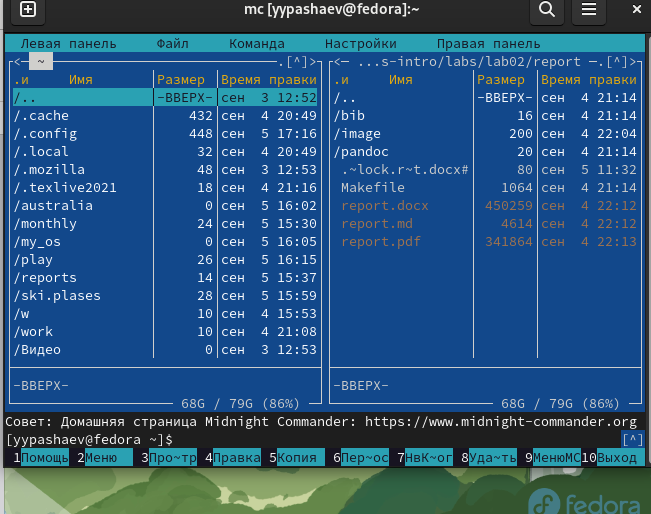 mc [yypashaev@fedora]:~
Левая панель Файл Команда Настройки Правая панель
<— ~ .[^]>
.и Имя Размер Время правки
/.. -ВВЕРХ- сен 3 12:52
/.cache 432 сен 4 20:49
/.config 448 сен 5 17:16
/.local 32 сен 4 20:49
/.mozilla 48 сен 3 12:53
/.texlive2021 18 сен 4 21:16
/australia 0 сен 5 16:02
/monthly 24 сен 5 15:30
/my_os 0 сен 5 16:05
/play 26 сен 5 16:15
/reports 14 сен 5 15:37
/ski.plases 28 сен 5 15:59
/w 10 сен 4 15:53
/work 10 сен 4 21:08
/Видео 0 сен 3 12:53
-ВВЕРХ-
68G / 79G (86%)
<— ...s-intro/labs/lab02/report —.[^]>
.и Имя Размер Время правки
/.. -ВВЕРХ- сен 4 21:14
/bib 16 сен 4 21:14
/image 200 сен 4 22:04
/pandoc 20 сен 4 21:14
.~lock.r~t.docx# 80 сен 5 11:32
Makefile 1064 сен 4 21:14
report.docx 450259 сен 4 22:12
report.md 4614 сен 4 22:12
report.pdf 341864 сен 4 22:13
-ВВЕРХ-
68G / 79G (86%)
Совет: Домашняя страница Midnight Commander: https://www.midnight-commander.org
[yypashaev@fedora ~]$ [^]
1Помощь 2Меню 3Про~тр 4Правка 5Копия 6Пер~ос 7НвК~ог 8Уда~ть 9МенюMC 10Выход
fedora